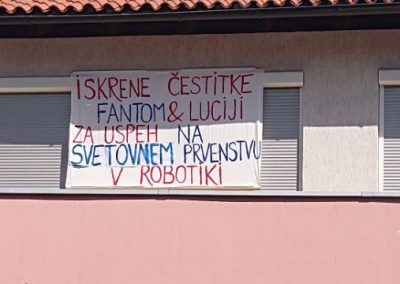 ISKRENE ČESTITKE
FANTOM & LUCIJI
ZA USPEH NA
SVETOVNEM PRVENSTVU
V ROBOTIKI